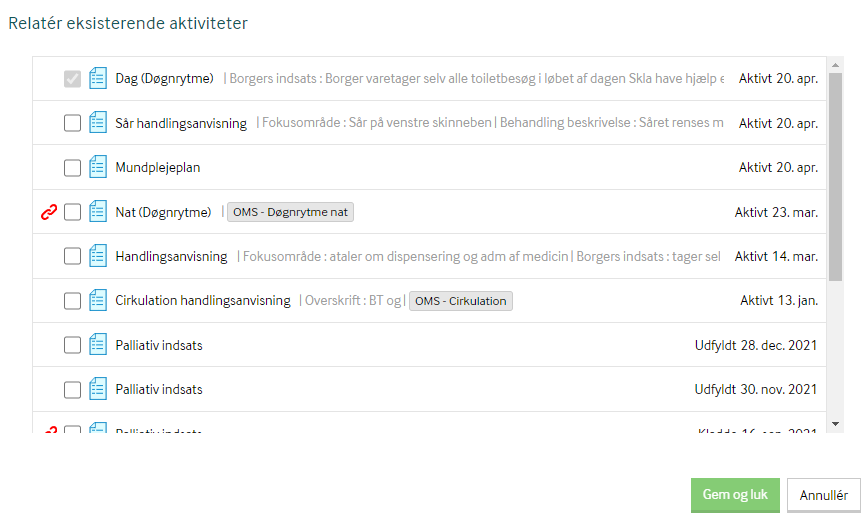 Relatér eksisterende aktiviteter
Dag (Døgnrytme) | Borgers indsats : Borger varetager selv alle toiletbesøg i løbet af dagen Skla have hjælp e Aktivt 20. apr.
Sår handlingsanvisning | Fokusområde : Sår på venstre skinneben | Behandling beskrivelse : Såret renses m Aktivt 20. apr.
Mundplejeplan Aktivt 20. apr.
Nat (Døgnrytme) | OMS - Døgnrytme nat Aktivt 23. mar.
Handlingsanvisning | Fokusområde : ataler om dispensering og adm af medicin | Borgers indsats : tager sel Aktivt 14. mar.
Cirkulation handlingsanvisning | Overskrift : BT og | OMS - Cirkulation Aktivt 13. jan.
Palliativ indsats Udfyldt 28. dec. 2021
Palliativ indsats Udfyldt 30. nov. 2021
Palliativ indsats Kladde 16. sep. 2021
Gem og luk Annullér